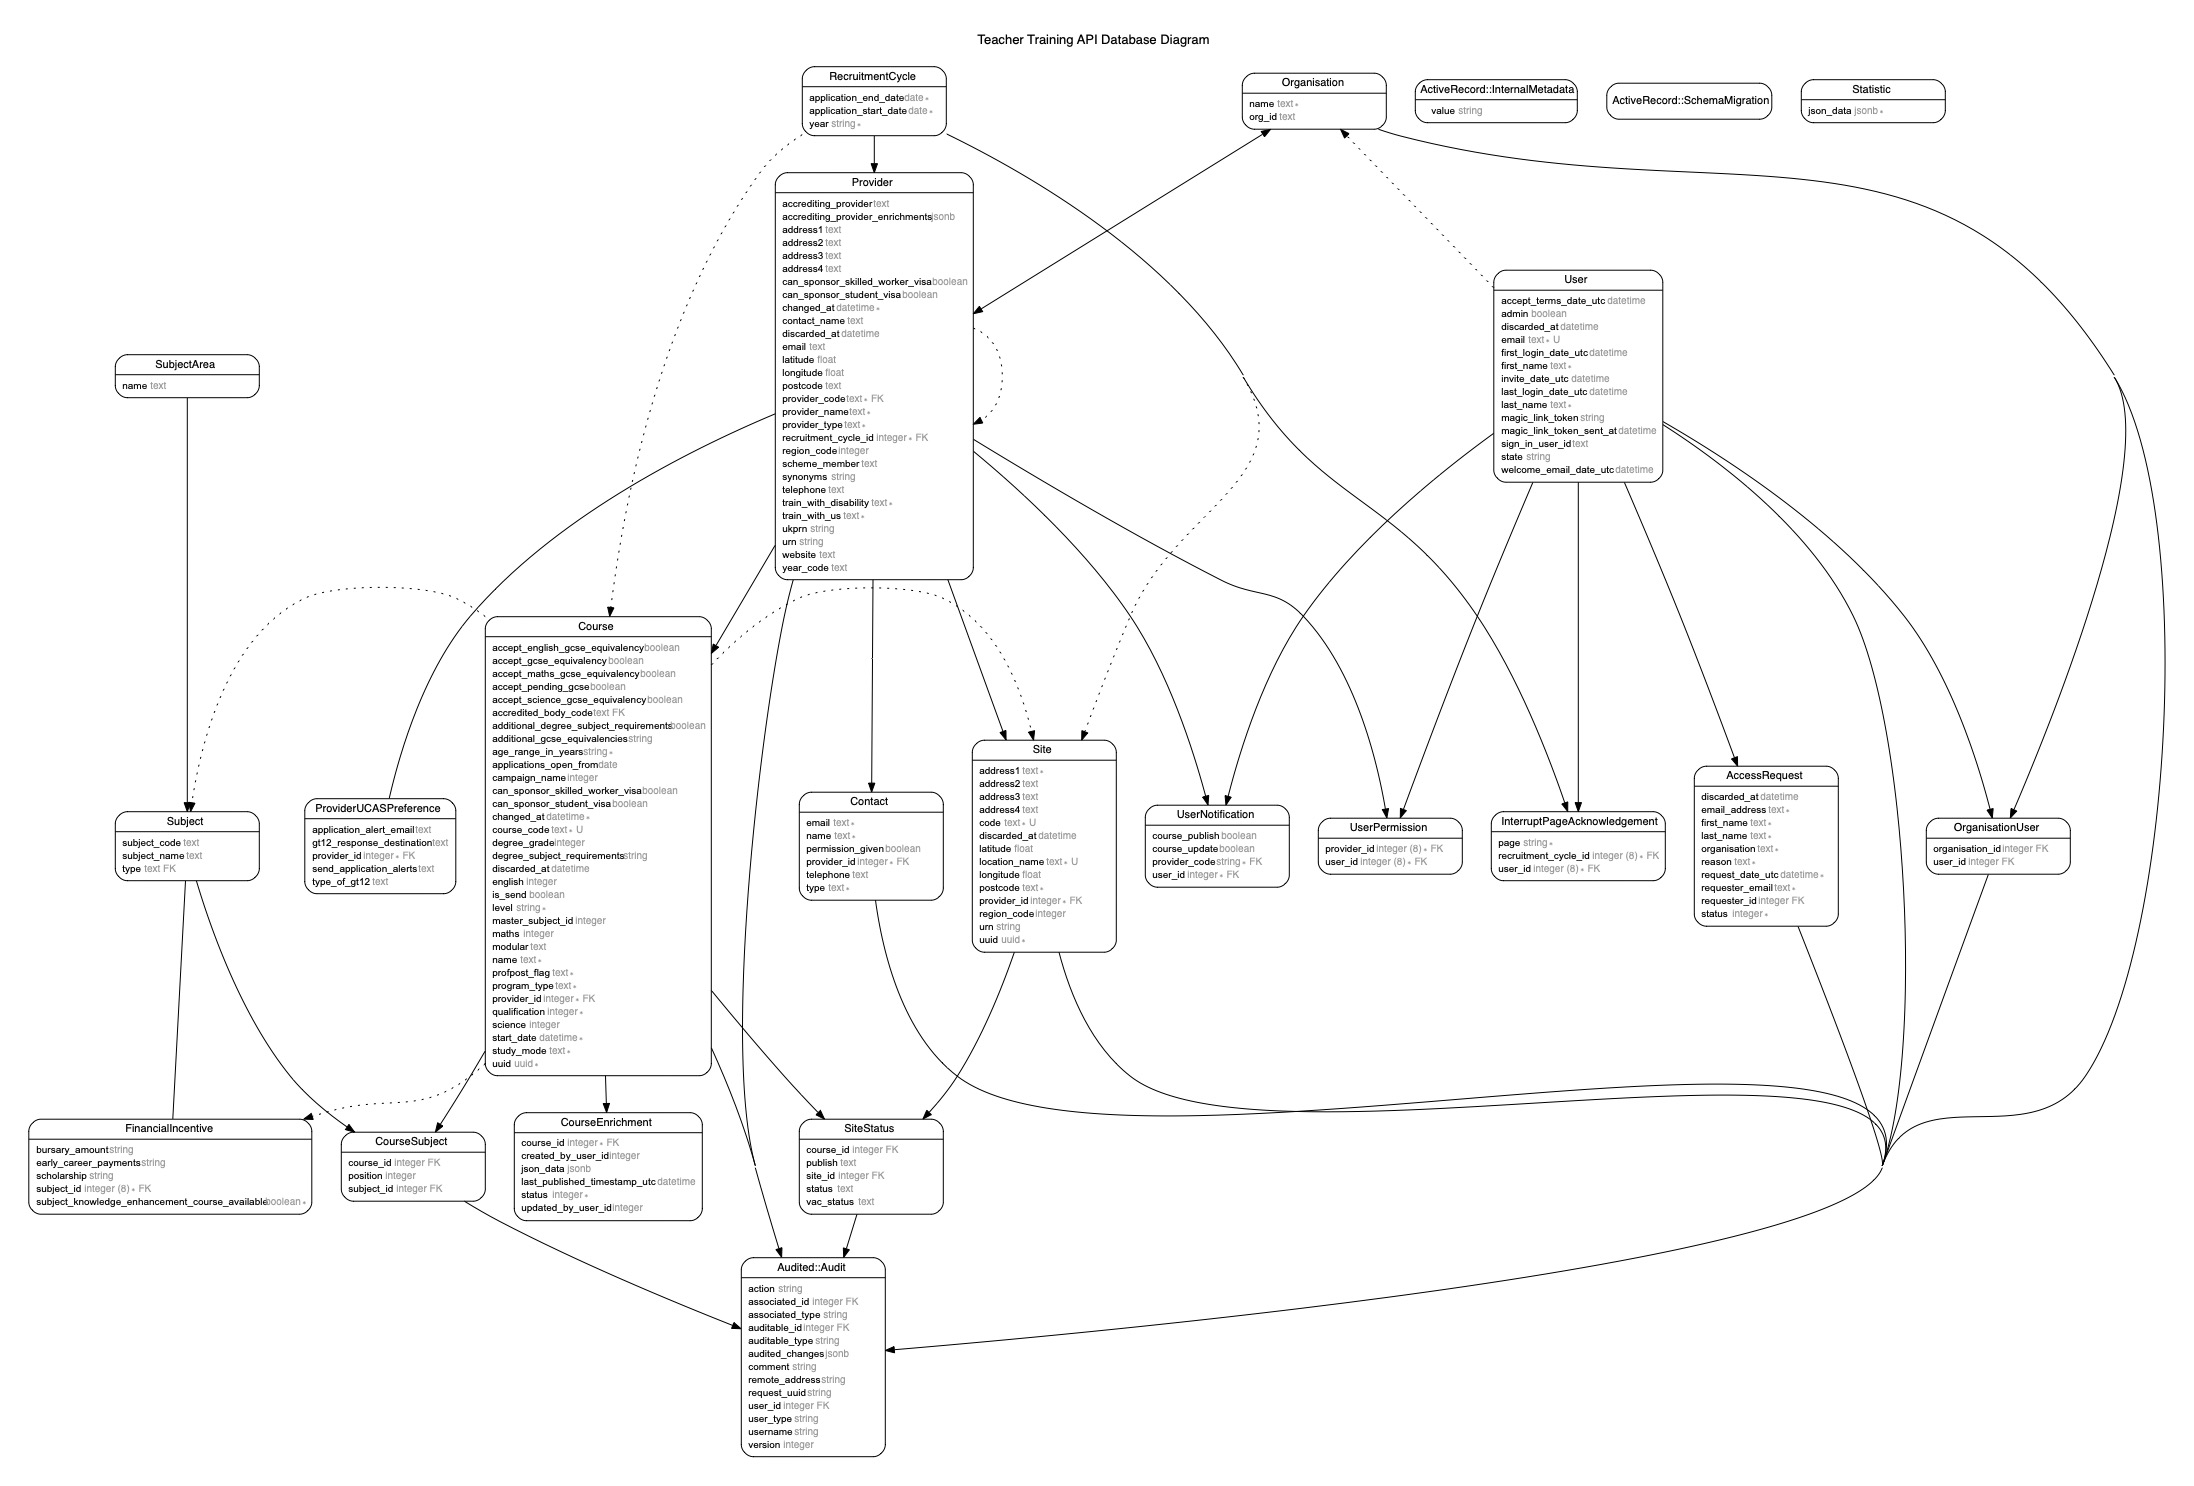 Teacher Training API Database Diagram
RecruitmentCycle
application_end_date date ∗
application_start_date date ∗
year string ∗
Organisation
name text ∗
org_id text
ActiveRecord::InternalMetadata
value string
ActiveRecord::SchemaMigration
Statistic
json_data jsonb ∗
Provider
accrediting_provider text
accrediting_provider_enrichments jsonb
address1 text
address2 text
address3 text
address4 text
can_sponsor_skilled_worker_visa boolean
can_sponsor_student_visa boolean
changed_at datetime ∗
contact_name text
discarded_at datetime
email text
latitude float
longitude float
postcode text
provider_code text ∗ FK
provider_name text ∗
provider_type text ∗
recruitment_cycle_id integer ∗ FK
region_code integer
scheme_member text
synonyms string
telephone text
train_with_disability text ∗
train_with_us text ∗
ukprn string
urn string
website text
year_code text
User
accept_terms_date_utc datetime
admin boolean
discarded_at datetime
email text ∗ U
first_login_date_utc datetime
first_name text ∗
invite_date_utc datetime
last_login_date_utc datetime
last_name text ∗
magic_link_token string
magic_link_token_sent_at datetime
sign_in_user_id text
state string
welcome_email_date_utc datetime
SubjectArea
name text
Course
accept_english_gcse_equivalency boolean
accept_gcse_equivalency boolean
accept_maths_gcse_equivalency boolean
accept_pending_gcse boolean
accept_science_gcse_equivalency boolean
accredited_body_code text FK
additional_degree_subject_requirements boolean
additional_gcse_equivalencies string
age_range_in_years string ∗
applications_open_from date
campaign_name integer
can_sponsor_skilled_worker_visa boolean
can_sponsor_student_visa boolean
changed_at datetime ∗
course_code text ∗ U
degree_grade integer
degree_subject_requirements string
discarded_at datetime
english integer
is_send boolean
level string ∗
master_subject_id integer
maths integer
modular text
name text ∗
profpost_flag text ∗
program_type text ∗
provider_id integer ∗ FK
qualification integer ∗
science integer
start_date datetime ∗
study_mode text ∗
uuid uuid ∗
Subject
subject_code text
subject_name text
type text FK
ProviderUCASPreference
application_alert_email text
gt12_response_destination text
provider_id integer ∗ FK
send_application_alerts text
type_of_gt12 text
Contact
email text ∗
name text ∗
permission_given boolean
provider_id integer ∗ FK
telephone text
type text ∗
Site
address1 text ∗
address2 text
address3 text
address4 text
code text ∗ U
discarded_at datetime
latitude float
location_name text ∗ U
longitude float
postcode text ∗
provider_id integer ∗ FK
region_code integer
urn string
uuid uuid ∗
UserNotification
course_publish boolean
course_update boolean
provider_code string ∗ FK
user_id integer ∗ FK
UserPermission
provider_id integer (8) ∗ FK
user_id integer (8) ∗ FK
InterruptPageAcknowledgement
page string ∗
recruitment_cycle_id integer (8) ∗ FK
user_id integer (8) ∗ FK
AccessRequest
discarded_at datetime
email_address text ∗
first_name text ∗
last_name text ∗
organisation text ∗
reason text ∗
request_date_utc datetime ∗
requester_email text ∗
requester_id integer FK
status integer ∗
OrganisationUser
organisation_id integer FK
user_id integer FK
FinancialIncentive
bursary_amount string
early_career_payments string
scholarship string
subject_id integer (8) ∗ FK
subject_knowledge_enhancement_course_available boolean ∗
CourseSubject
course_id integer FK
position integer
subject_id integer FK
CourseEnrichment
course_id integer ∗ FK
created_by_user_id integer
json_data jsonb
last_published_timestamp_utc datetime
status integer ∗
updated_by_user_id integer
SiteStatus
course_id integer FK
publish text
site_id integer FK
status text
vac_status text
Audited::Audit
action string
associated_id integer FK
associated_type string
auditable_id integer FK
auditable_type string
audited_changes jsonb
comment string
remote_address string
request_uuid string
user_id integer FK
user_type string
username string
version integer